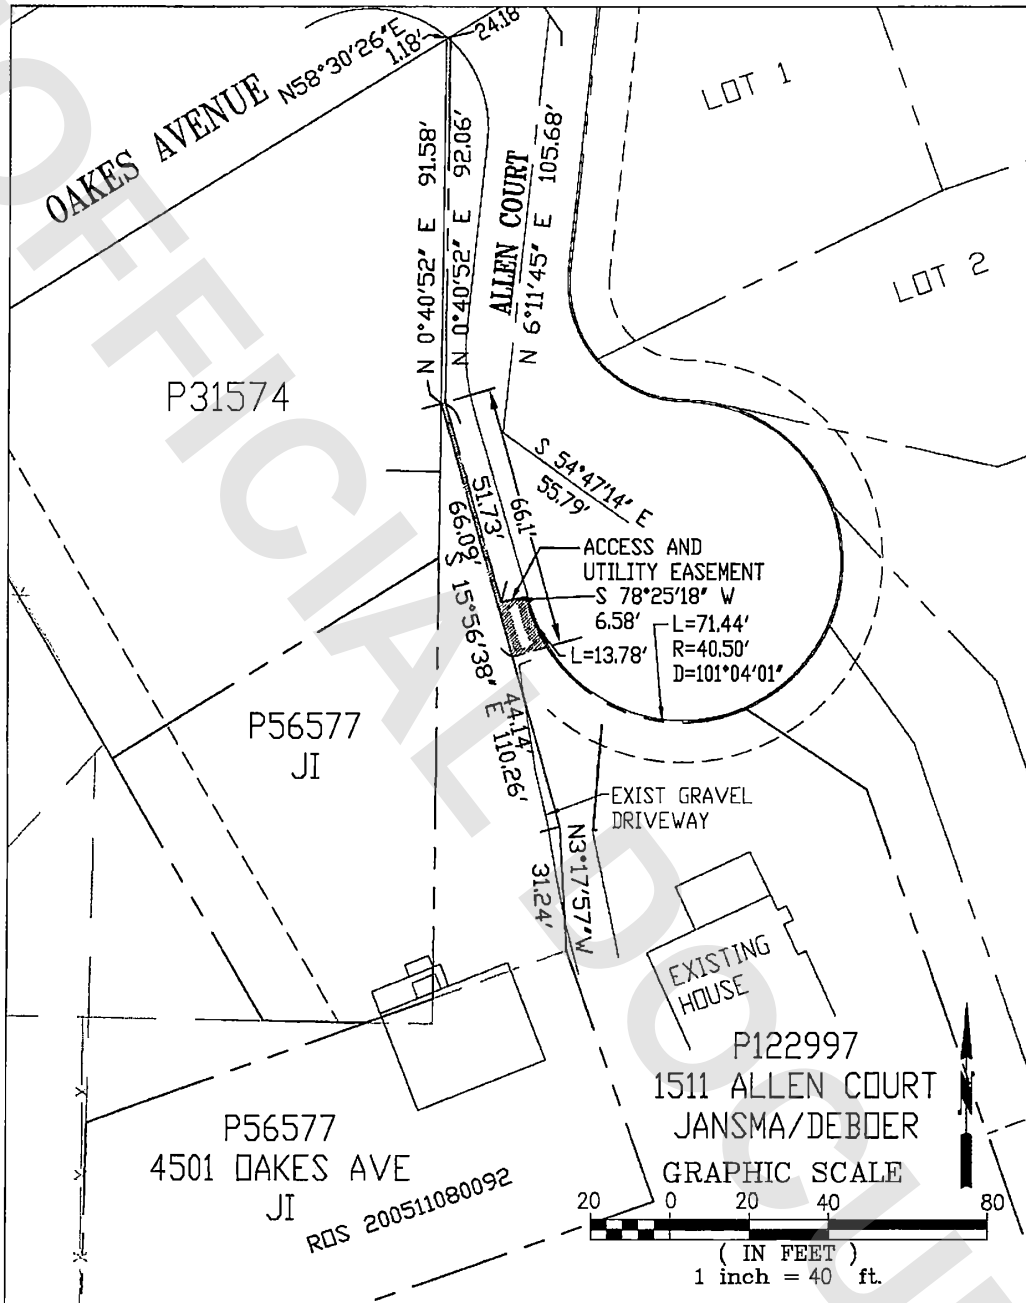 N58°30'26"E
1.18'
24.18
OAKES AVENUE
LOT 1
LOT 2
N 0°40'52" E 91.58'
N 0°40'52" E 92.06'
ALLEN COURT
N 6°11'45" E 105.68'
P31574
S 54°47'14" E
55.79'
66.1'
51.73'
66.09'
S 15°56'38" E 110.26'
ACCESS AND
UTILITY EASEMENT
S 78°25'18" W
6.58'
L=13.78'
L=71.44'
R=40.50'
D=101°04'01"
P56577
JI
44.14'
EXIST GRAVEL
DRIVEWAY
N3°17'57"W
31.24'
EXISTING
HOUSE
P122997
1511 ALLEN COURT
JANSMA/DEBOER
N
P56577
4501 OAKES AVE
JI
ROS 200511080092
GRAPHIC SCALE
20 0 20 40 80
( IN FEET )
1 inch = 40 ft.
OFFICIAL DOCU